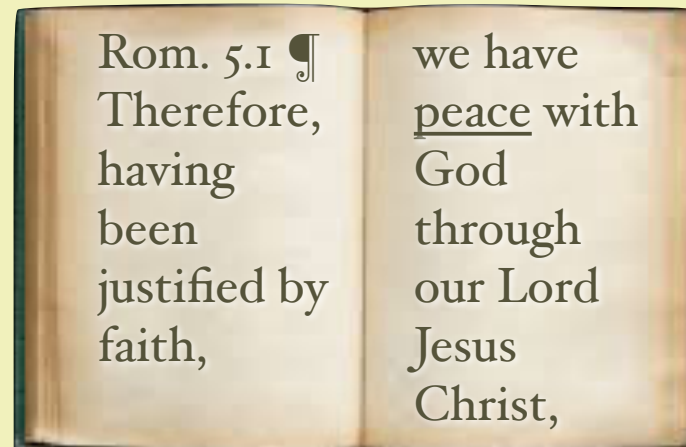 Rom. 5.1 ¶
Therefore,
having
been
justified by
faith,
we have
peace with
God
through
our Lord
Jesus
Christ,